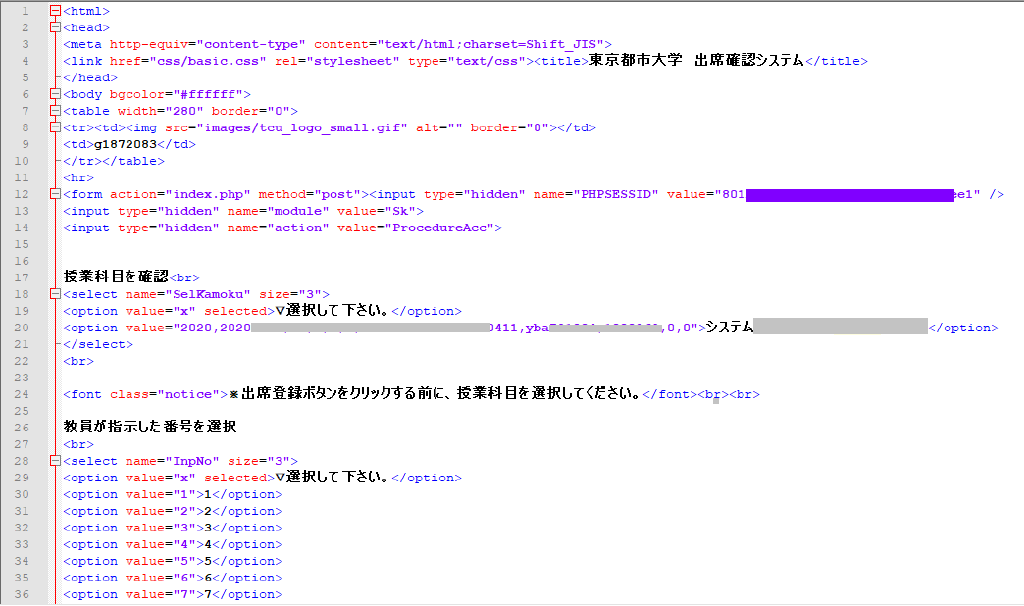 1 <html>
2 <head>
3 <meta http-equiv="content-type" content="text/html;charset=Shift_JIS">
4 <link href="css/basic.css" rel="stylesheet" type="text/css"><title>東京都市大学　出席確認システム</title>
5 </head>
6 <body bgcolor="#ffffff">
7 <table width="280" border="0">
8 <tr><td><img src="images/tcu_logo_small.gif" alt="" border="0"></td>
9 <td>g1872083</td>
10 </tr></table>
11 <hr>
12 <form action="index.php" method="post"><input type="hidden" name="PHPSESSID" value="801 ee1" />
13 <input type="hidden" name="module" value="Sk">
14 <input type="hidden" name="action" value="ProcedureAcc">
15
16
17 授業科目を確認<br>
18 <select name="SelKamoku" size="3">
19 <option value="x" selected>▽選択して下さい。</option>
20 <option value="2020,2020 0411,yba ,0,0">システム </option>
21 </select>
22 <br>
23
24 <font class="notice">※出席登録ボタンをクリックする前に、授業科目を選択してください。</font><br><br>
25
26 教員が指示した番号を選択
27 <br>
28 <select name="InpNo" size="3">
29 <option value="x" selected>▽選択して下さい。</option>
30 <option value="1">1</option>
31 <option value="2">2</option>
32 <option value="3">3</option>
33 <option value="4">4</option>
34 <option value="5">5</option>
35 <option value="6">6</option>
36 <option value="7">7</option>